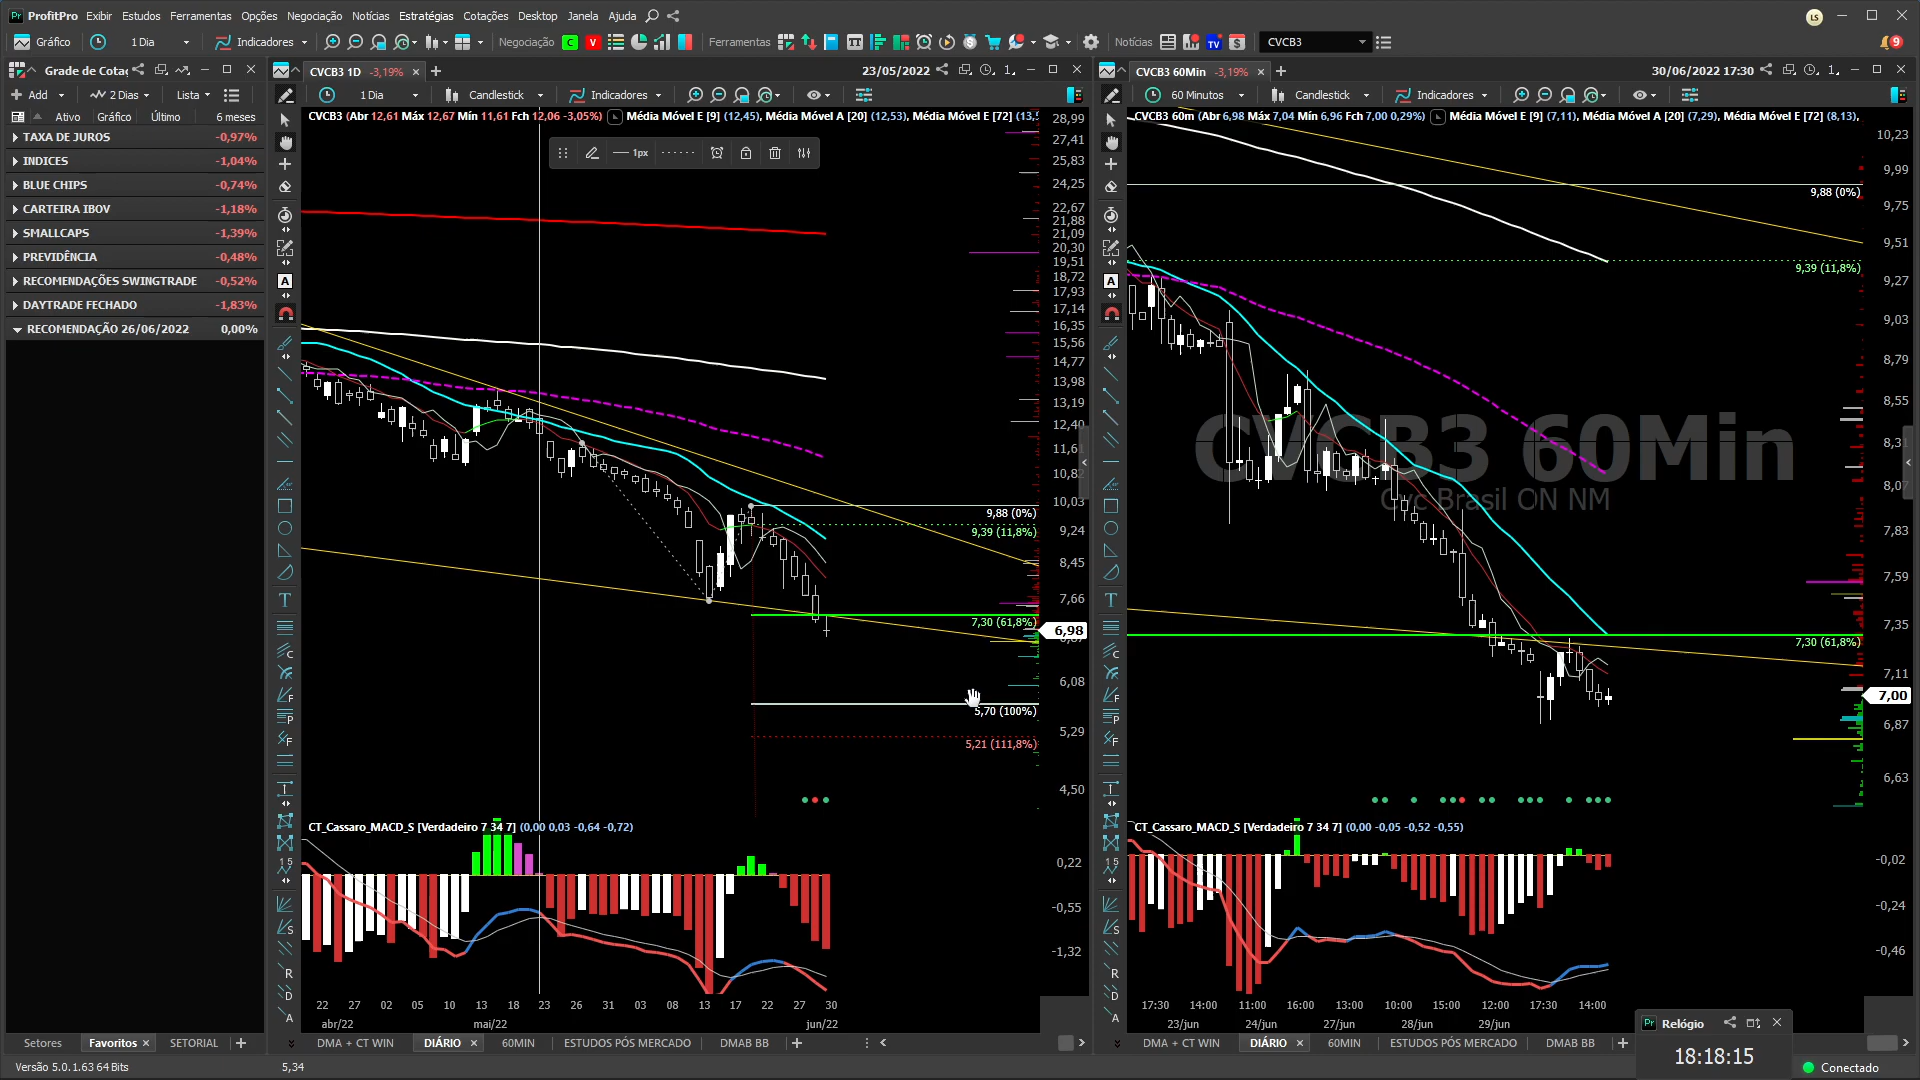 ProfitPro Exibir Estudos Ferramentas Opções Negociação Notícias Estratégias Cotações Desktop Janela Ajuda
LS
Gráfico 1 Dia Indicadores Negociação C V Ferramentas Notícias CVCB3 9
Grade de Cotaç
Add 2 Dias Lista
Ativo Gráfico Último 6 meses
TAXA DE JUROS -0,97%
INDICES -1,04%
BLUE CHIPS -0,74%
CARTEIRA IBOV -1,18%
SMALLCAPS -1,39%
PREVIDÊNCIA -0,48%
RECOMENDAÇÕES SWINGTRADE -0,52%
DAYTRADE FECHADO -1,83%
RECOMENDAÇÃO 26/06/2022 0,00%
Setores Favoritos SETORIAL
CVCB3 1D -3,19% 23/05/2022 1
1 Dia Candlestick Indicadores
CVCB3 (Abr 12,61 Máx 12,67 Mín 11,61 Fch 12,06 -3,05%) Média Móvel E [9] (12,45), Média Móvel A [20] (12,53), Média Móvel E [72] (13,5
1px
28,99
27,41
25,83
24,25
22,67
21,88
21,09
20,30
19,51
18,72
17,93
17,14
16,35
15,56
14,77
13,98
13,19
12,40
11,61
10,82
10,03
9,24
8,45
7,66
6,98
6,08
5,29
4,50
9,88 (0%)
9,39 (11,8%)
7,30 (61,8%)
5,70 (100%)
5,21 (111,8%)
CT_Cassaro_MACD_S [Verdadeiro 7 34 7] (0,00 0,03 -0,64 -0,72)
0,22
-0,55
-1,32
22 27 02 05 10 13 18 23 26 31 03 08 13 17 22 27 30
abr/22 mai/22 jun/22
DMA + CT WIN DIÁRIO 60MIN ESTUDOS PÓS MERCADO DMAB BB
CVCB3 60Min -3,19% 30/06/2022 17:30 1
60 Minutos Candlestick Indicadores
CVCB3 60m (Abr 6,98 Máx 7,04 Mín 6,96 Fch 7,00 0,29%) Média Móvel E [9] (7,11), Média Móvel A [20] (7,29), Média Móvel E [72] (8,13),
CVCB3 60Min
Cvc Brasil ON NM
10,23
9,99
9,75
9,51
9,27
9,03
8,79
8,55
8,31
8,07
7,83
7,59
7,35
7,11
7,00
6,87
6,63
9,88 (0%)
9,39 (11,8%)
7,30 (61,8%)
CT_Cassaro_MACD_S [Verdadeiro 7 34 7] (0,00 -0,05 -0,52 -0,55)
-0,02
-0,24
-0,46
17:30 14:00 11:00 16:00 13:00 10:00 15:00 12:00 17:30 14:00
23/jun 24/jun 27/jun 28/jun 29/jun
DMA + CT WIN DIÁRIO 60MIN ESTUDOS PÓS MERCADO DMAB BB
Relógio
18:18:15
Versão 5.0.1.63 64 Bits 5,34 Conectado